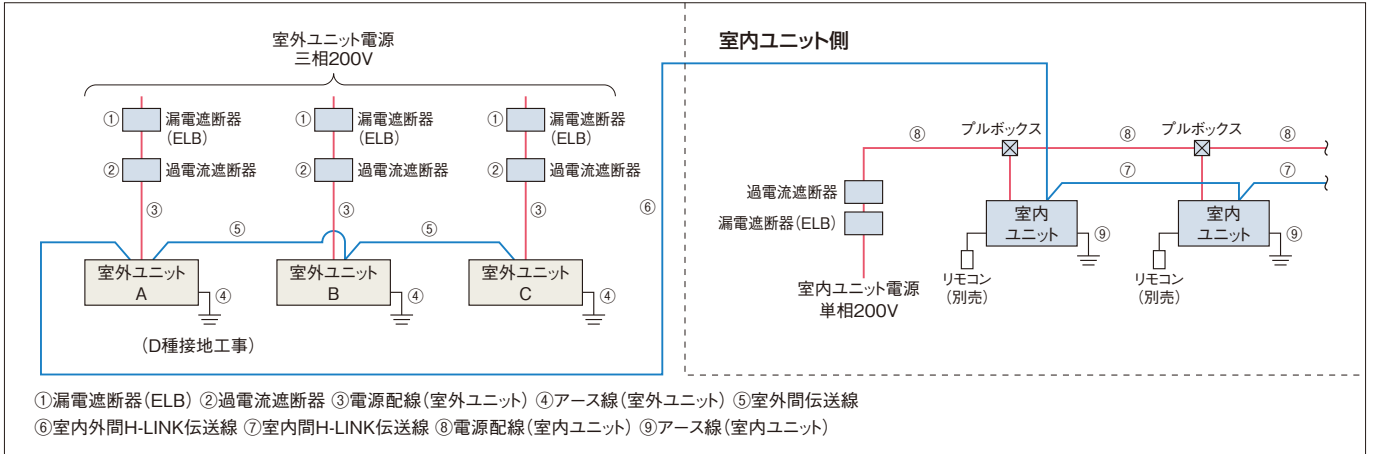 室外ユニット電源
三相200V
① 漏電遮断器
(ELB)
① 漏電遮断器
(ELB)
① 漏電遮断器
(ELB)
② 過電流遮断器
② 過電流遮断器
② 過電流遮断器
③
③
③
⑤
⑤
⑥
室外ユニット
A
④
室外ユニット
B
④
室外ユニット
C
④
(D種接地工事)
室内ユニット側
⑧
プルボックス
⑧
プルボックス
⑧
⑦
⑦
過電流遮断器
漏電遮断器(ELB)
室内ユニット電源
単相200V
室内
ユニット
⑨
リモコン
(別売)
室内
ユニット
⑨
リモコン
(別売)
①漏電遮断器(ELB) ②過電流遮断器 ③電源配線(室外ユニット) ④アース線(室外ユニット) ⑤室外間伝送線
⑥室内外間H-LINK伝送線 ⑦室内間H-LINK伝送線 ⑧電源配線(室内ユニット) ⑨アース線(室内ユニット)